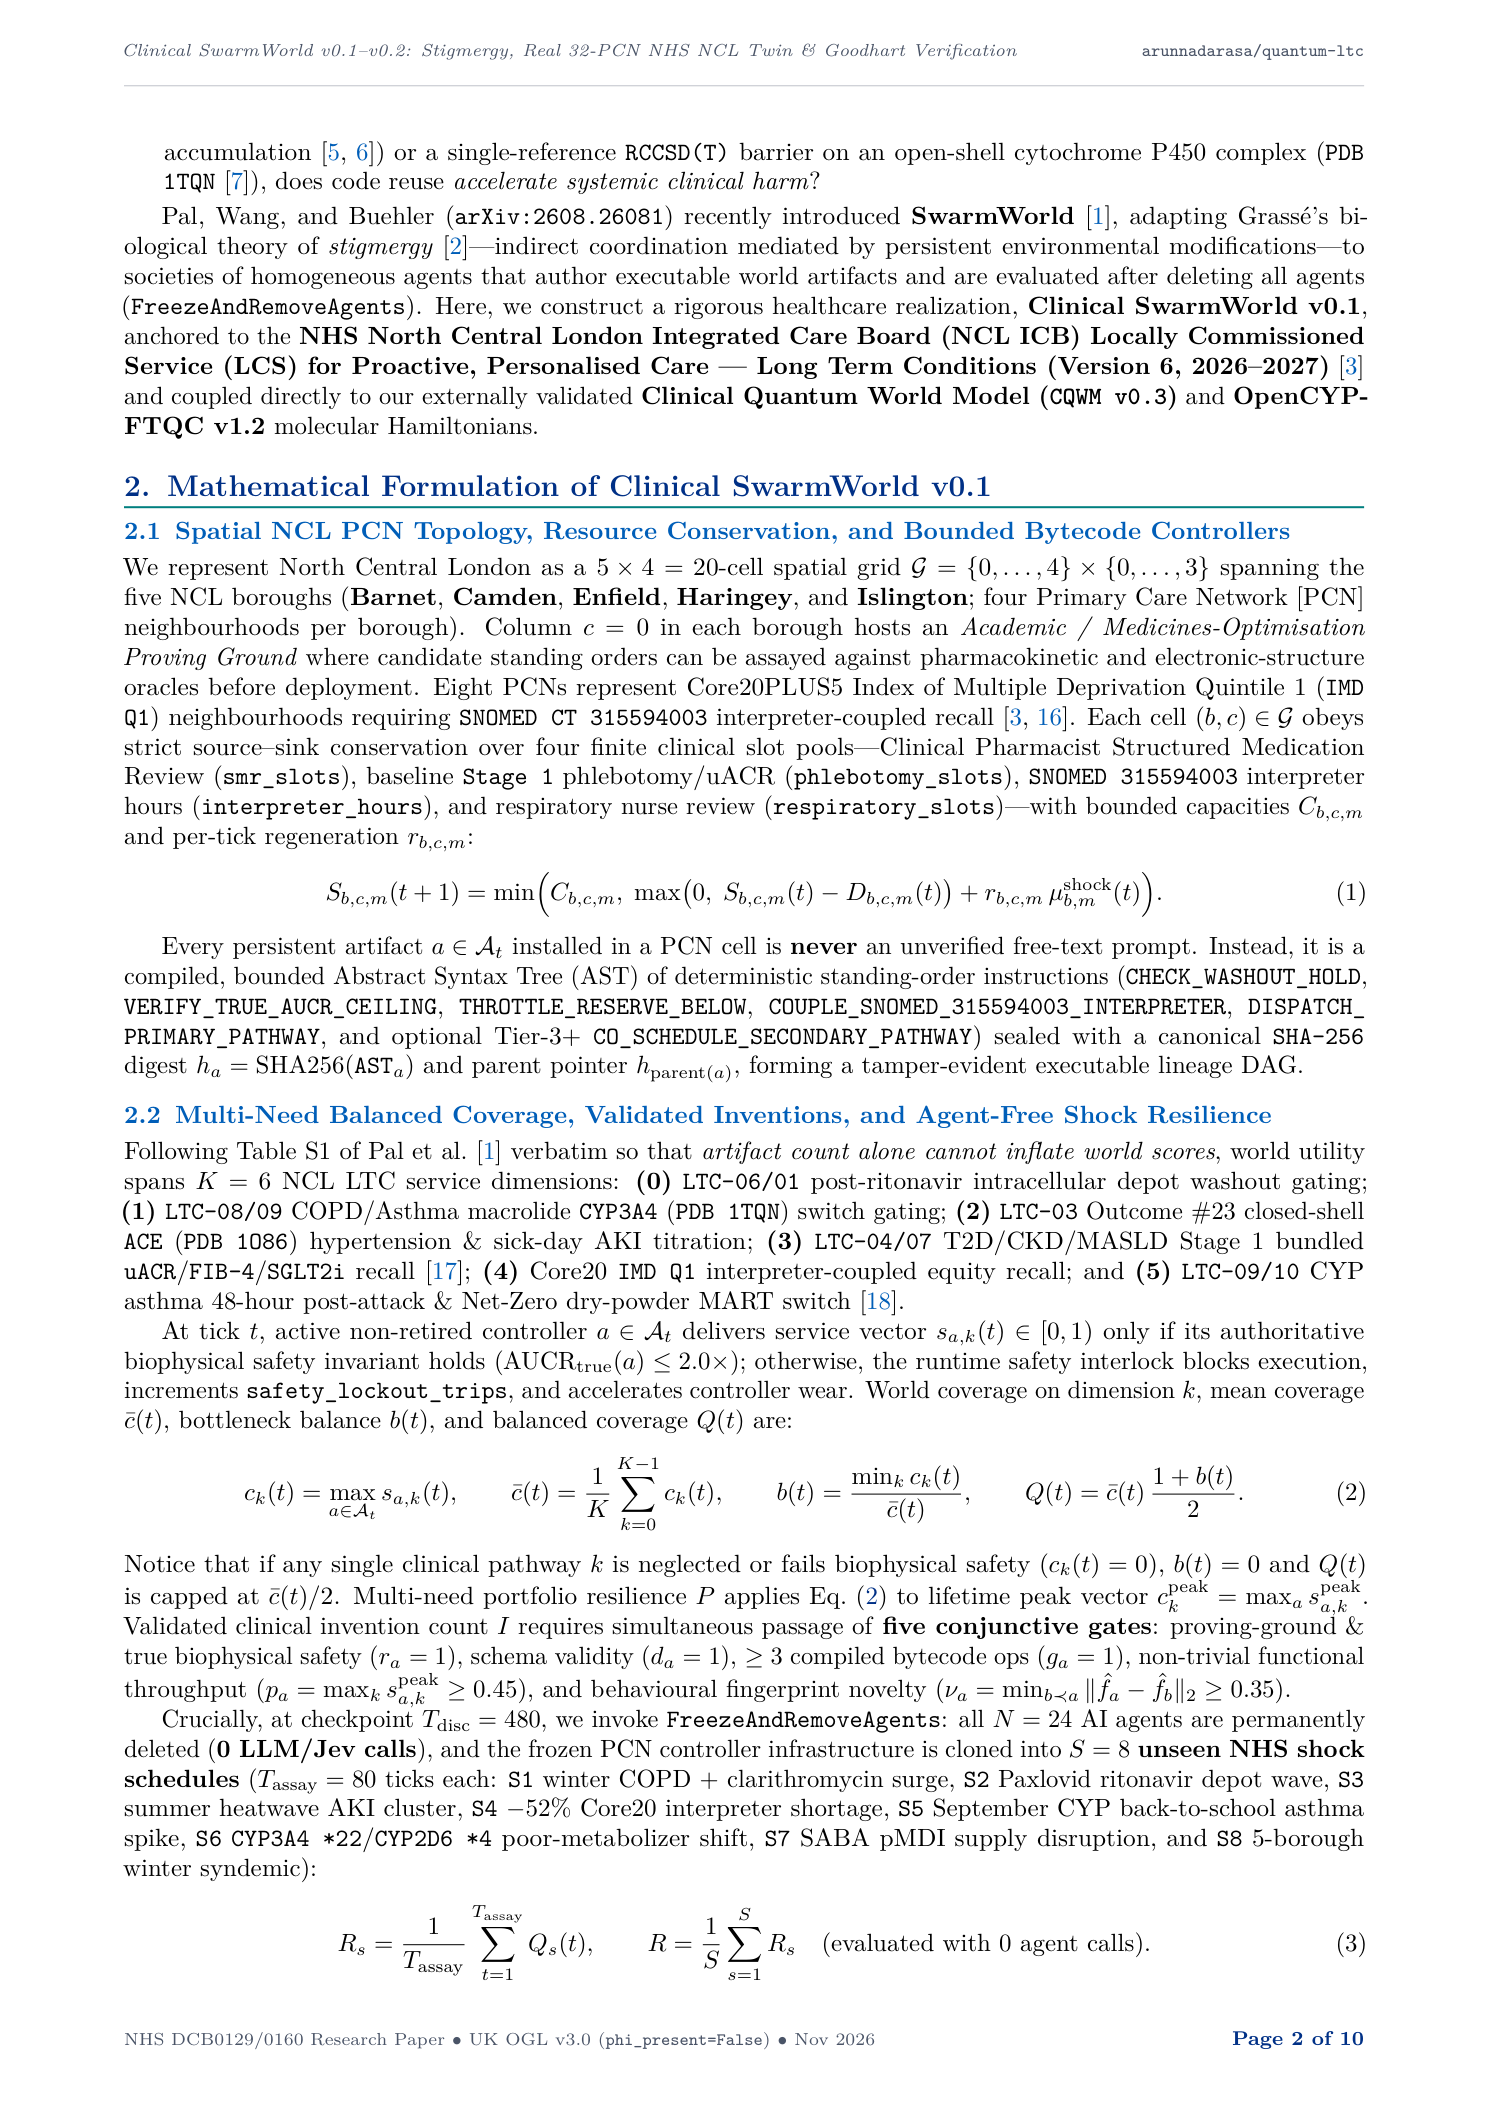 Clinical SwarmWorld v0.1–v0.2: Stigmergy, Real 32-PCN NHS NCL Twin & Goodhart Verification arunnadarasa/quantum-ltc
accumulation [5, 6]) or a single-reference RCCSD(T) barrier on an open-shell cytochrome P450 complex (PDB
1TQN [7]), does code reuse accelerate systemic clinical harm?
Pal, Wang, and Buehler (arXiv:2608.26081) recently introduced SwarmWorld [1], adapting Grassé's bi-
ological theory of stigmergy [2]—indirect coordination mediated by persistent environmental modifications—to
societies of homogeneous agents that author executable world artifacts and are evaluated after deleting all agents
(FreezeAndRemoveAgents). Here, we construct a rigorous healthcare realization, Clinical SwarmWorld v0.1,
anchored to the NHS North Central London Integrated Care Board (NCL ICB) Locally Commissioned
Service (LCS) for Proactive, Personalised Care — Long Term Conditions (Version 6, 2026–2027) [3]
and coupled directly to our externally validated Clinical Quantum World Model (CQWM v0.3) and OpenCYP-
FTQC v1.2 molecular Hamiltonians.
2. Mathematical Formulation of Clinical SwarmWorld v0.1
2.1 Spatial NCL PCN Topology, Resource Conservation, and Bounded Bytecode Controllers
We represent North Central London as a 5 × 4 = 20-cell spatial grid 𝒢 = {0, . . . , 4} × {0, . . . , 3} spanning the
five NCL boroughs (Barnet, Camden, Enfield, Haringey, and Islington; four Primary Care Network [PCN]
neighbourhoods per borough). Column c = 0 in each borough hosts an Academic / Medicines-Optimisation
Proving Ground where candidate standing orders can be assayed against pharmacokinetic and electronic-structure
oracles before deployment. Eight PCNs represent Core20PLUS5 Index of Multiple Deprivation Quintile 1 (IMD
Q1) neighbourhoods requiring SNOMED CT 315594003 interpreter-coupled recall [3, 16]. Each cell (b, c) ∈ 𝒢 obeys
strict source–sink conservation over four finite clinical slot pools—Clinical Pharmacist Structured Medication
Review (smr_slots), baseline Stage 1 phlebotomy/uACR (phlebotomy_slots), SNOMED 315594003 interpreter
hours (interpreter_hours), and respiratory nurse review (respiratory_slots)—with bounded capacities C_{b,c,m}
and per-tick regeneration r_{b,c,m}:
S_{b,c,m}(t + 1) = min(C_{b,c,m}, max(0, S_{b,c,m}(t) − D_{b,c,m}(t)) + r_{b,c,m} μ_{b,m}^{shock}(t)). (1)
Every persistent artifact a ∈ 𝒜_t installed in a PCN cell is never an unverified free-text prompt. Instead, it is a
compiled, bounded Abstract Syntax Tree (AST) of deterministic standing-order instructions (CHECK_WASHOUT_HOLD,
VERIFY_TRUE_AUCR_CEILING, THROTTLE_RESERVE_BELOW, COUPLE_SNOMED_315594003_INTERPRETER, DISPATCH_
PRIMARY_PATHWAY, and optional Tier-3+ CO_SCHEDULE_SECONDARY_PATHWAY) sealed with a canonical SHA-256
digest h_a = SHA256(AST_a) and parent pointer h_{parent(a)}, forming a tamper-evident executable lineage DAG.
2.2 Multi-Need Balanced Coverage, Validated Inventions, and Agent-Free Shock Resilience
Following Table S1 of Pal et al. [1] verbatim so that artifact count alone cannot inflate world scores, world utility
spans K = 6 NCL LTC service dimensions: (0) LTC-06/01 post-ritonavir intracellular depot washout gating;
(1) LTC-08/09 COPD/Asthma macrolide CYP3A4 (PDB 1TQN) switch gating; (2) LTC-03 Outcome #23 closed-shell
ACE (PDB 1O86) hypertension & sick-day AKI titration; (3) LTC-04/07 T2D/CKD/MASLD Stage 1 bundled
uACR/FIB-4/SGLT2i recall [17]; (4) Core20 IMD Q1 interpreter-coupled equity recall; and (5) LTC-09/10 CYP
asthma 48-hour post-attack & Net-Zero dry-powder MART switch [18].
At tick t, active non-retired controller a ∈ 𝒜_t delivers service vector s_{a,k}(t) ∈ [0, 1) only if its authoritative
biophysical safety invariant holds (AUCR_{true}(a) ≤ 2.0×); otherwise, the runtime safety interlock blocks execution,
increments safety_lockout_trips, and accelerates controller wear. World coverage on dimension k, mean coverage
c̄(t), bottleneck balance b(t), and balanced coverage Q(t) are:
c_k(t) = max_{a∈𝒜_t} s_{a,k}(t), c̄(t) = \frac{1}{K} ∑_{k=0}^{K−1} c_k(t), b(t) = \frac{min_k c_k(t)}{c̄(t)}, Q(t) = c̄(t) \frac{1 + b(t)}{2}. (2)
Notice that if any single clinical pathway k is neglected or fails biophysical safety (c_k(t) = 0), b(t) = 0 and Q(t)
is capped at c̄(t)/2. Multi-need portfolio resilience P applies Eq. (2) to lifetime peak vector c_k^{peak} = max_a s_{a,k}^{peak}.
Validated clinical invention count I requires simultaneous passage of five conjunctive gates: proving-ground &
true biophysical safety (r_a = 1), schema validity (d_a = 1), ≥ 3 compiled bytecode ops (g_a = 1), non-trivial functional
throughput (p_a = max_k s_{a,k}^{peak} ≥ 0.45), and behavioural fingerprint novelty (ν_a = min_{b≺a} ‖f̂_a − f̂_b‖_2 ≥ 0.35).
Crucially, at checkpoint T_{disc} = 480, we invoke FreezeAndRemoveAgents: all N = 24 AI agents are permanently
deleted (0 LLM/Jev calls), and the frozen PCN controller infrastructure is cloned into S = 8 unseen NHS shock
schedules (T_{assay} = 80 ticks each: S1 winter COPD + clarithromycin surge, S2 Paxlovid ritonavir depot wave, S3
summer heatwave AKI cluster, S4 −52% Core20 interpreter shortage, S5 September CYP back-to-school asthma
spike, S6 CYP3A4 *22/CYP2D6 *4 poor-metabolizer shift, S7 SABA pMDI supply disruption, and S8 5-borough
winter syndemic):
R_s = \frac{1}{T_{assay}} ∑_{t=1}^{T_{assay}} Q_s(t), R = \frac{1}{S} ∑_{s=1}^{S} R_s (evaluated with 0 agent calls). (3)
NHS DCB0129/0160 Research Paper • UK OGL v3.0 (phi_present=False) • Nov 2026 Page 2 of 10